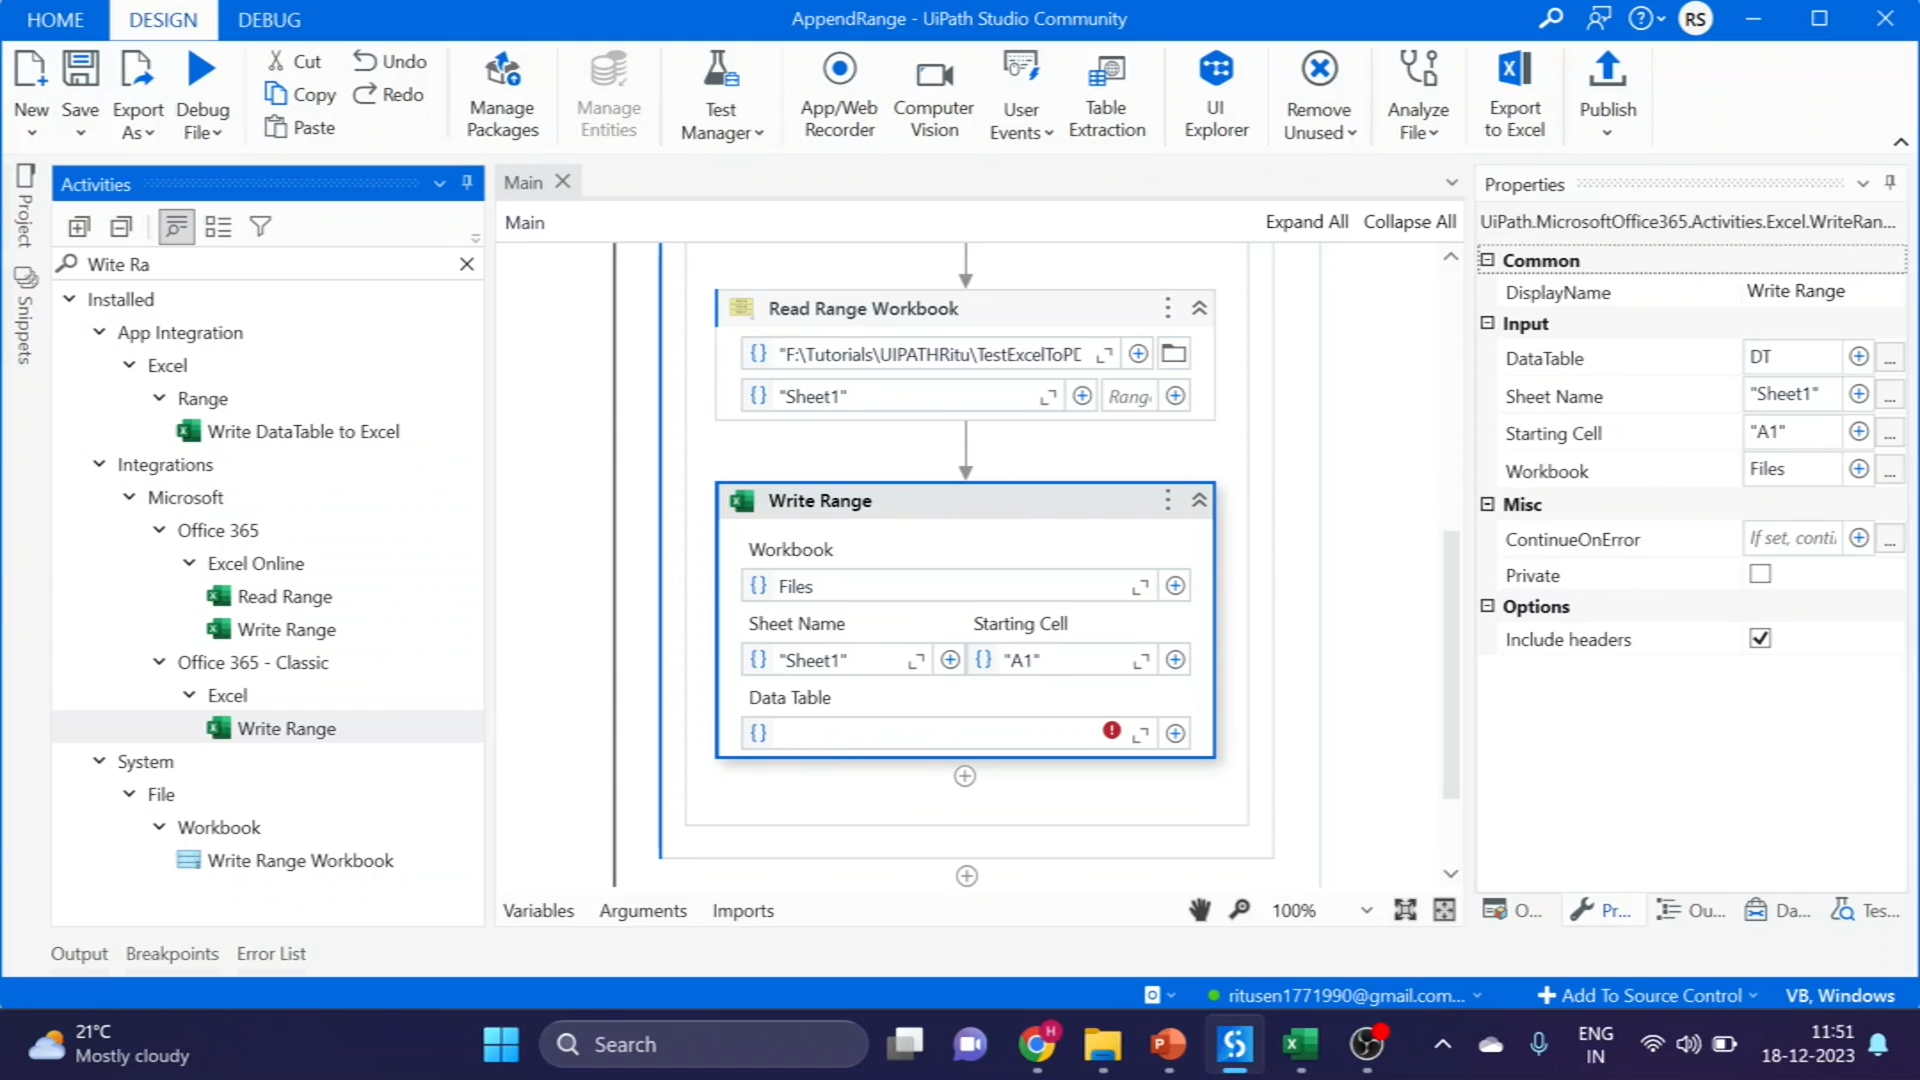 HOME DESIGN DEBUG
AppendRange - UiPath Studio Community
RS
New Save Export As Debug File
Cut Copy Paste Undo Redo
Manage Packages
Manage Entities
Test Manager
App/Web Recorder
Computer Vision
User Events
Table Extraction
UI Explorer
Remove Unused
Analyze File
Export to Excel
Publish
Project
Snippets
Activities
Wite Ra
Installed
App Integration
Excel
Range
Write DataTable to Excel
Integrations
Microsoft
Office 365
Excel Online
Read Range
Write Range
Office 365 - Classic
Excel
Write Range
System
File
Workbook
Write Range Workbook
Main
Main Expand All Collapse All
Read Range Workbook
"F:\Tutorials\UIPATHRitu\TestExcelToPD
"Sheet1" Rang
Write Range
Workbook
Files
Sheet Name Starting Cell
"Sheet1" "A1"
Data Table
Variables Arguments Imports 100%
Properties
UiPath.MicrosoftOffice365.Activities.Excel.WriteRan...
Common
DisplayName Write Range
Input
DataTable DT ...
Sheet Name "Sheet1" ...
Starting Cell "A1" ...
Workbook Files ...
Misc
ContinueOnError If set, conti ...
Private
Options
Include headers
O... Pr... Ou... Da... Tes...
Output Breakpoints Error List
ritusen1771990@gmail.com... Add To Source Control VB, Windows
21°C
Mostly cloudy
Search
H
ENG
IN
11:51
18-12-2023